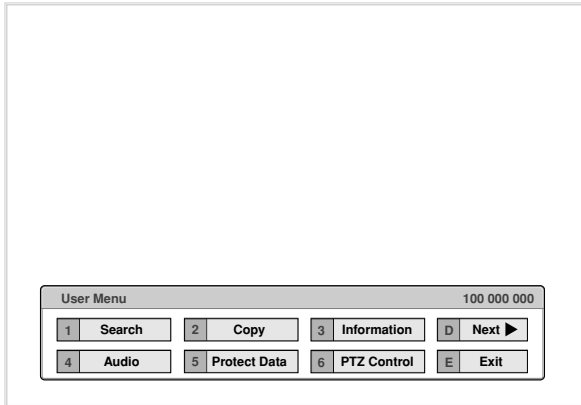 User Menu 100 000 000
1 Search 2 Copy 3 Information D Next
4 Audio 5 Protect Data 6 PTZ Control E Exit